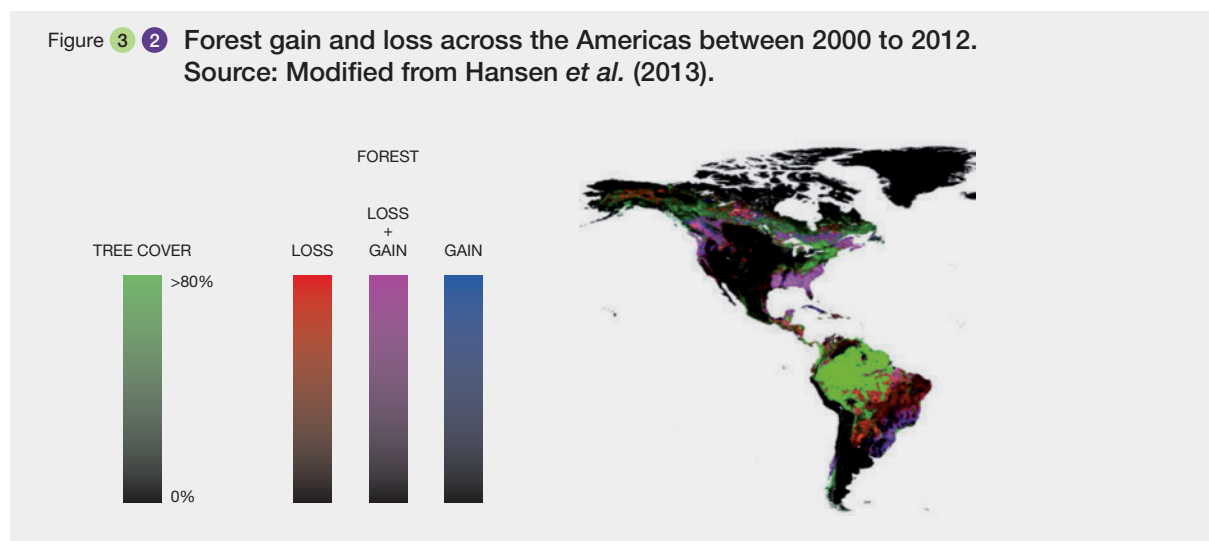 Figure 3 2 Forest gain and loss across the Americas between 2000 to 2012.
Source: Modified from Hansen et al. (2013).
FOREST
LOSS
+
TREE COVER LOSS GAIN GAIN
>80%
0%